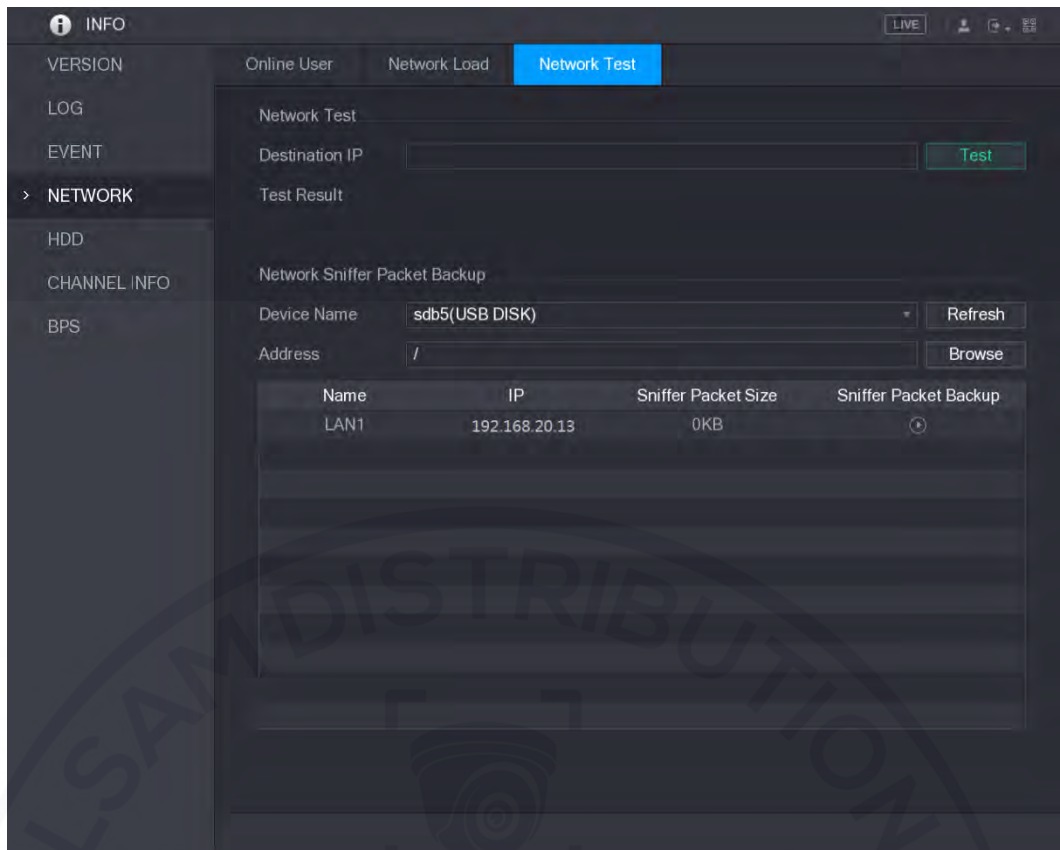 INFO LIVE
VERSION
LOG
EVENT
> NETWORK
HDD
CHANNEL INFO
BPS
Online User Network Load Network Test
Network Test
Destination IP Test
Test Result
Network Sniffer Packet Backup
Device Name sdb5(USB DISK) Refresh
Address / Browse
Name IP Sniffer Packet Size Sniffer Packet Backup
LAN1 192.168.20.13 0KB
LSAMDISTRIBUTION